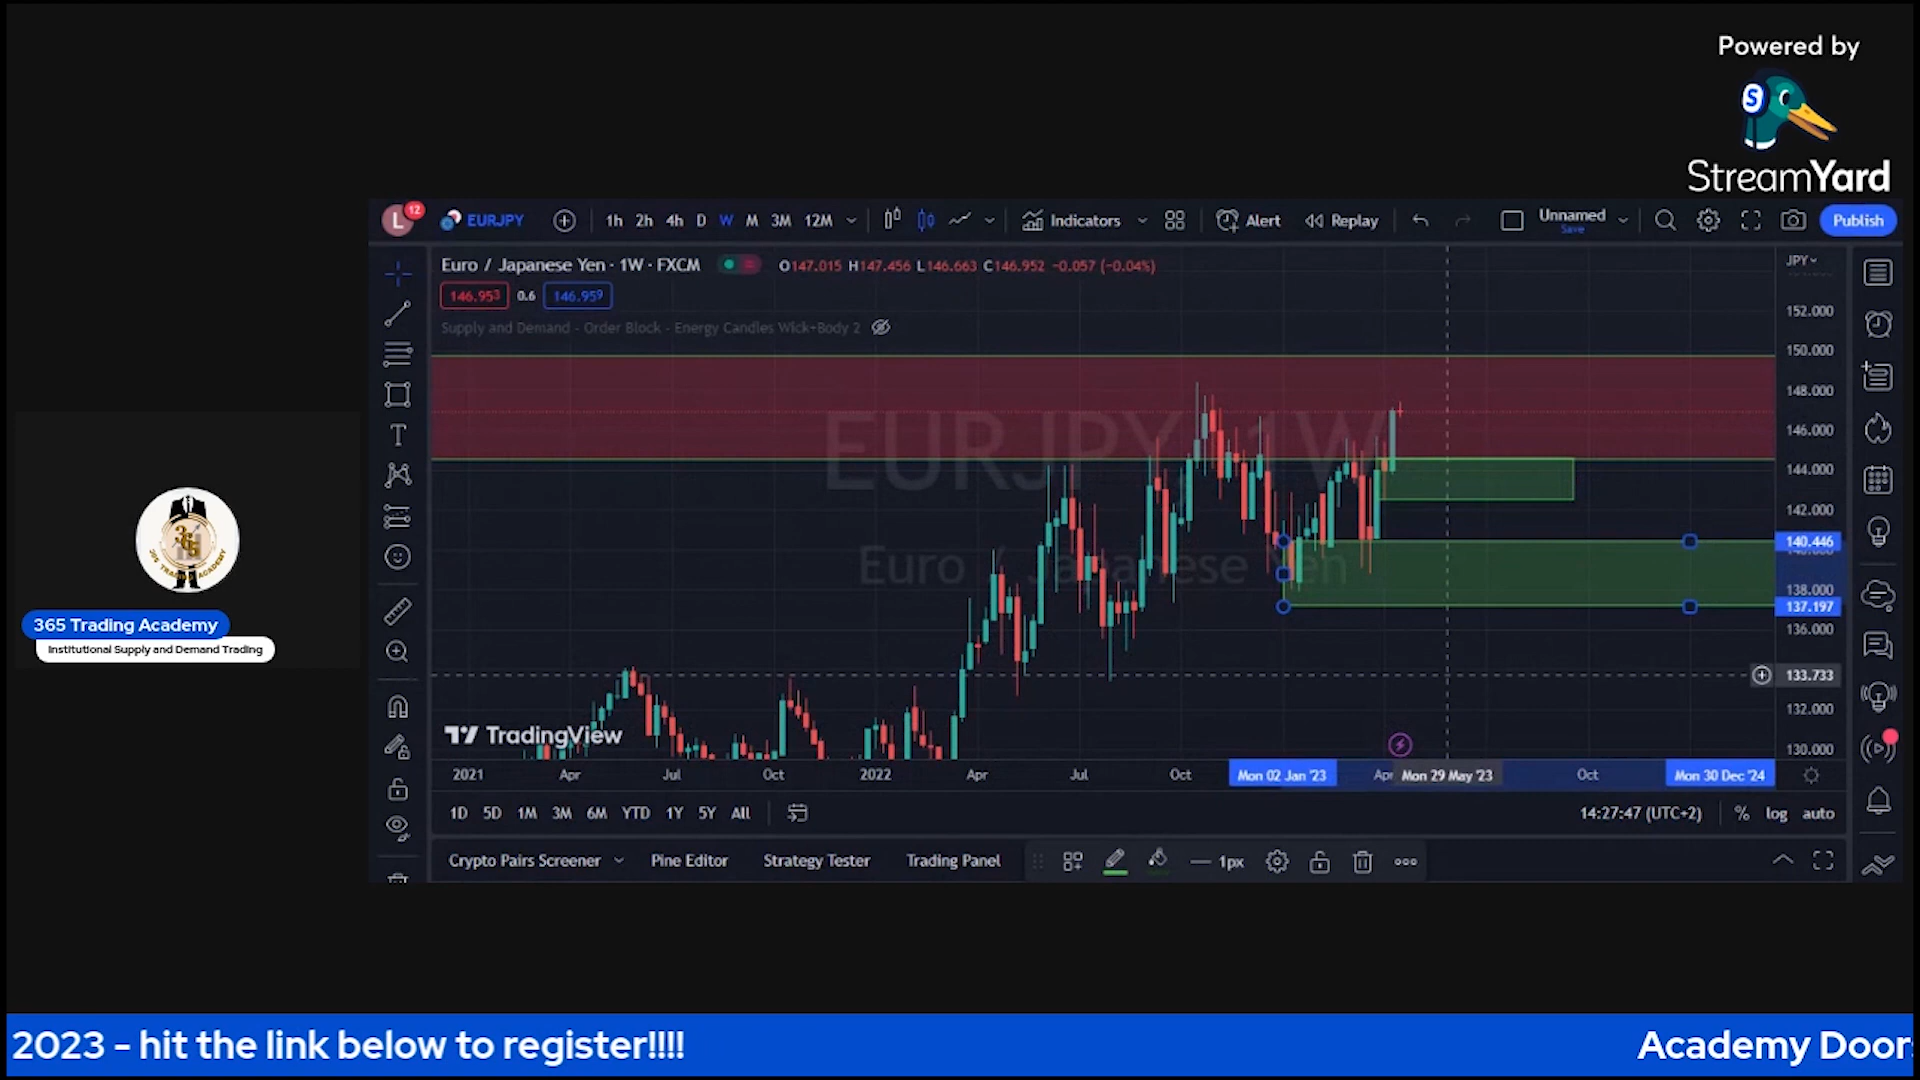 Powered by
S
StreamYard
L 12 EURJPY 1h 2h 4h D W M 3M 12M Indicators Alert Replay Unnamed Save Publish
Euro / Japanese Yen · 1W · FXCM O147.015 H147.456 L146.663 C146.952 -0.057 (-0.04%)
JPY
146.953 0.6 146.959
Supply and Demand - Order Block - Energy Candles Wick+Body 2
EURJPY, 1W
Euro / Japanese Yen
152.000
150.000
148.000
146.000
144.000
142.000
140.446
138.000
137.197
136.000
133.733
132.000
130.000
365
365 TRADING ACADEMY
365 Trading Academy
Institutional Supply and Demand Trading
TradingView
2021 Apr Jul Oct 2022 Apr Jul Oct Mon 02 Jan '23 Apr Mon 29 May '23 Oct Mon 30 Dec '24
1D 5D 1M 3M 6M YTD 1Y 5Y All 14:27:47 (UTC+2) % log auto
Crypto Pairs Screener Pine Editor Strategy Tester Trading Panel 1px
2023 - hit the link below to register!!!! Academy Doors